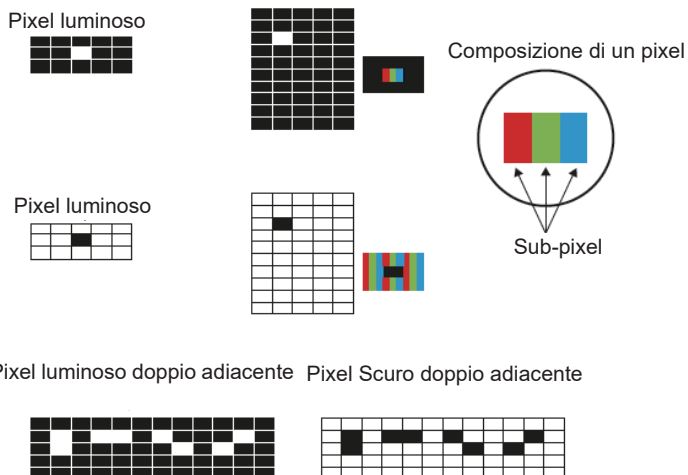 Pixel luminoso
Composizione di un pixel
Pixel luminoso
Sub-pixel
Pixel luminoso doppio adiacente
Pixel Scuro doppio adiacente